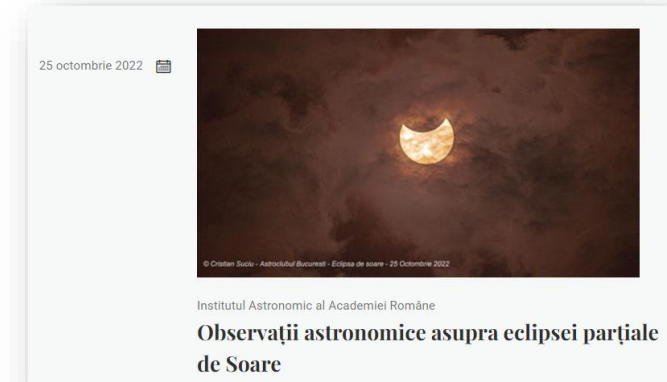 25 octombrie 2022
© Cristian Suciu - Astroclubul Bucuresti - Eclipsa de soare - 25 Octombrie 2022
Institutul Astronomic al Academiei Române
Observații astronomice asupra eclipsei parțiale
de Soare